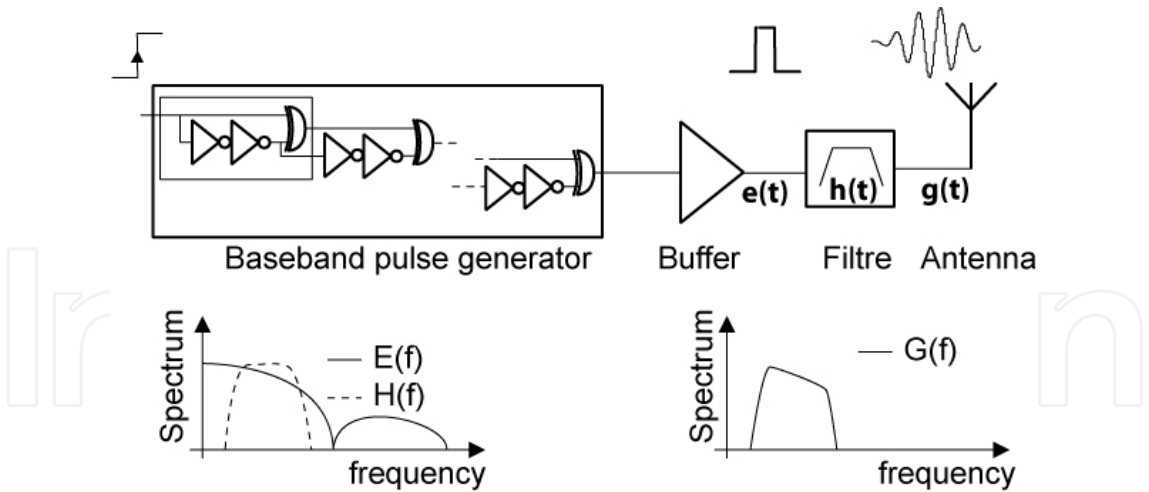 e(t)
h(t)
g(t)
Baseband pulse generator
Buffer
Filtre
Antenna
Spectrum
E(f)
H(f)
frequency
Spectrum
G(f)
frequency